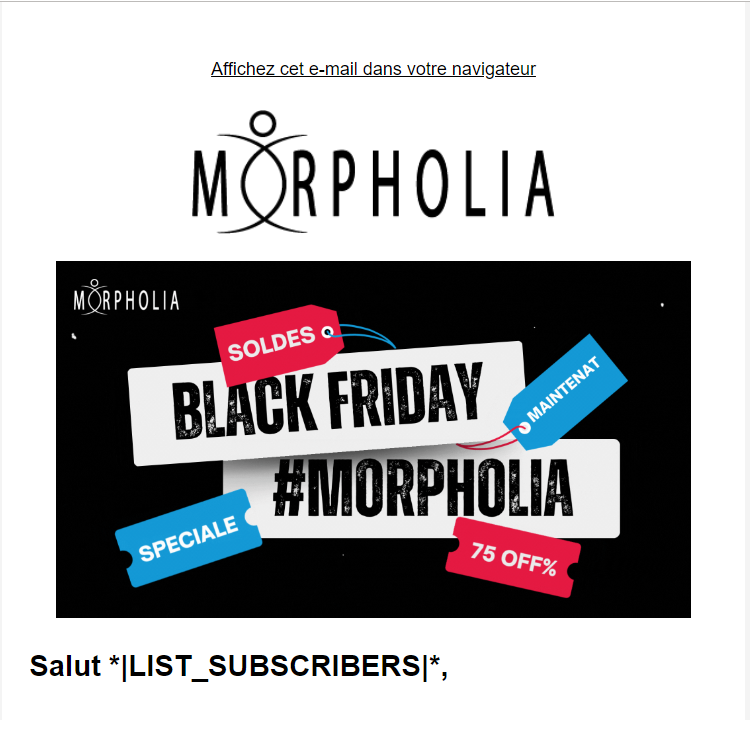 Affichez cet e-mail dans votre navigateur
MORPHOLIA
MORPHOLIA
SOLDES
BLACK FRIDAY
MAINTENAT
#MORPHOLIA
SPECIALE
75 OFF%
Salut *|LIST_SUBSCRIBERS|*,